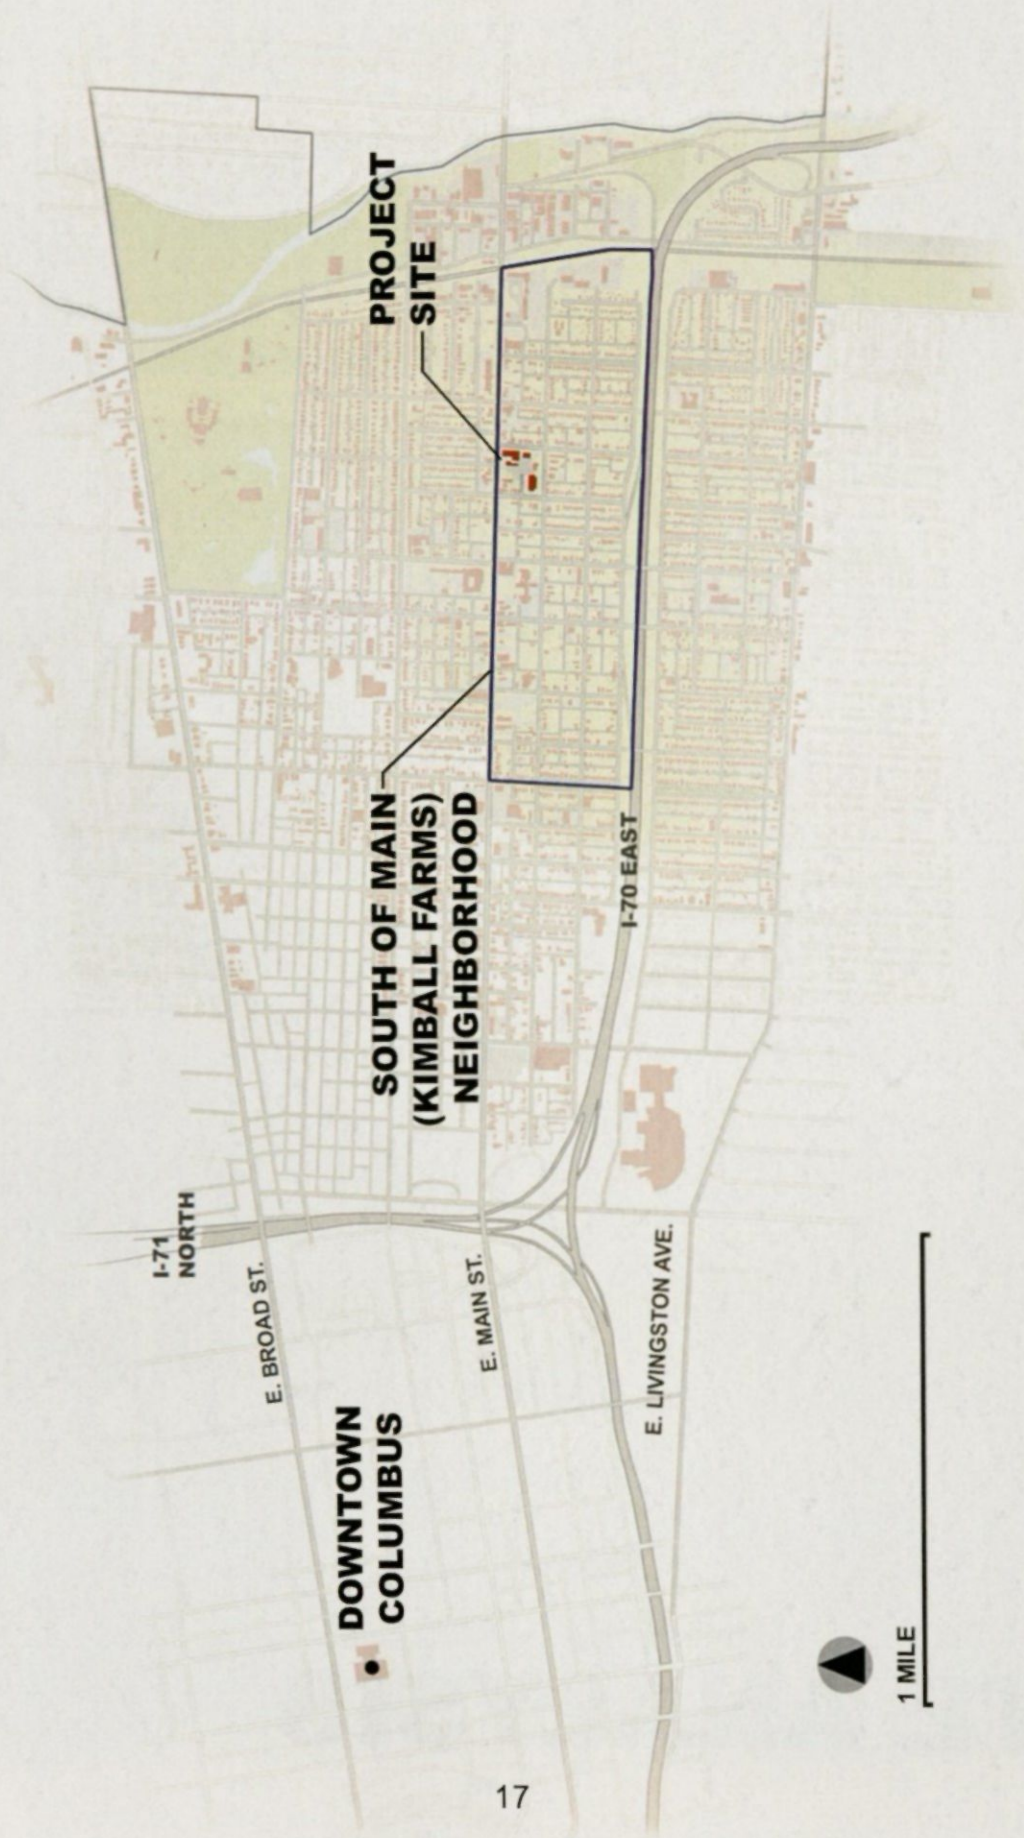 I-71
NORTH
E. BROAD ST.
DOWNTOWN
COLUMBUS
PROJECT
SITE
SOUTH OF MAIN
(KIMBALL FARMS)
NEIGHBORHOOD
E. MAIN ST.
I-70 EAST
E. LIVINGSTON AVE.
1 MILE
17